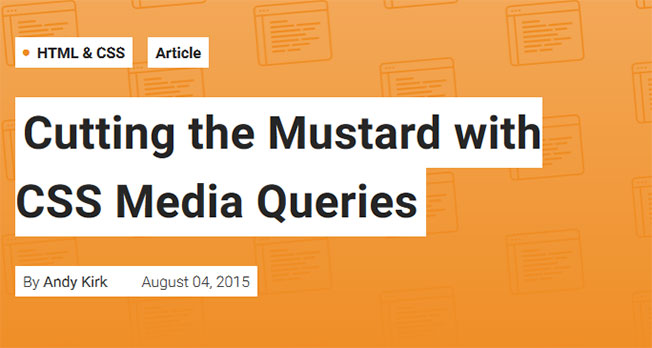 HTML & CSS Article
Cutting the Mustard with
CSS Media Queries
By Andy Kirk August 04, 2015